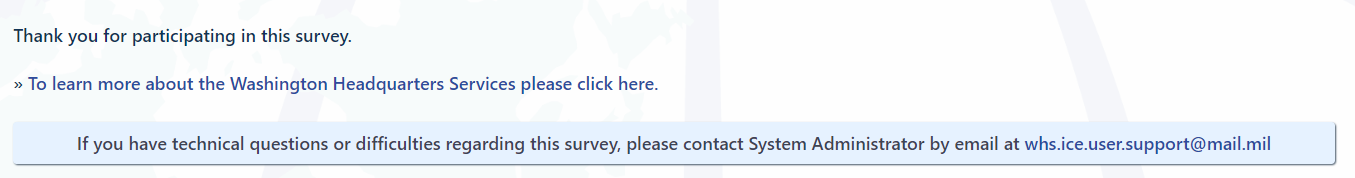 Thank you for participating in this survey.
» To learn more about the Washington Headquarters Services please click here.
If you have technical questions or difficulties regarding this survey, please contact System Administrator by email at whs.ice.user.support@mail.mil